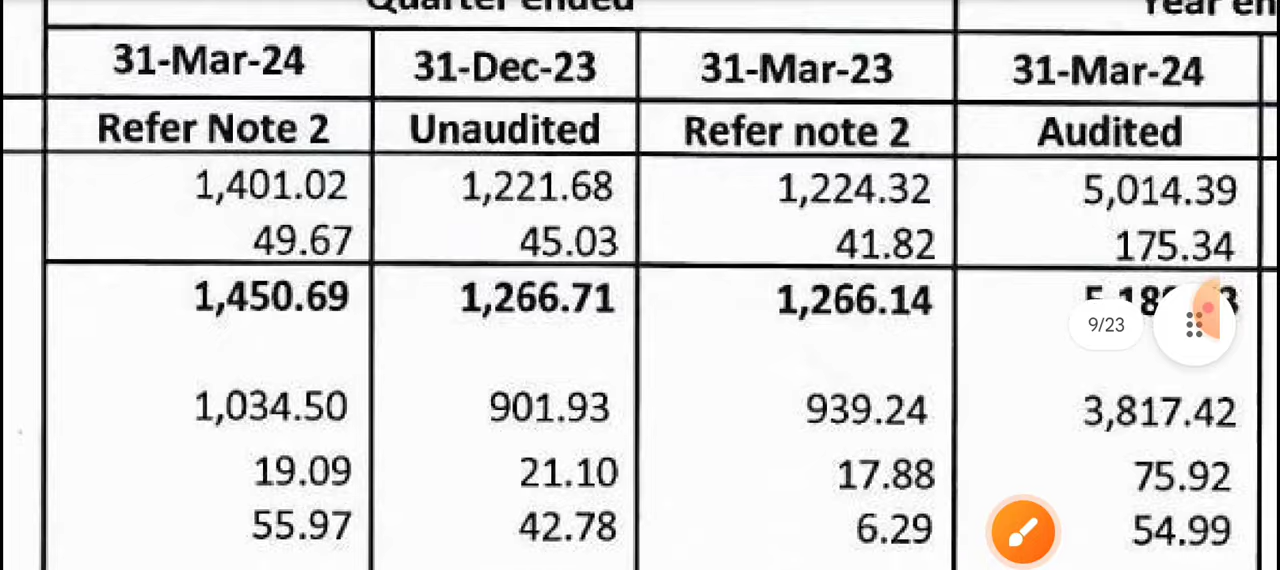 Quarter ended
31-Mar-24 31-Dec-23 31-Mar-23 31-Mar-24
Refer Note 2 Unaudited Refer note 2 Audited
1,401.02 1,221.68 1,224.32 5,014.39
49.67 45.03 41.82 175.34
1,450.69 1,266.71 1,266.14
9/23
1,034.50 901.93 939.24 3,817.42
19.09 21.10 17.88 75.92
55.97 42.78 6.29 54.99